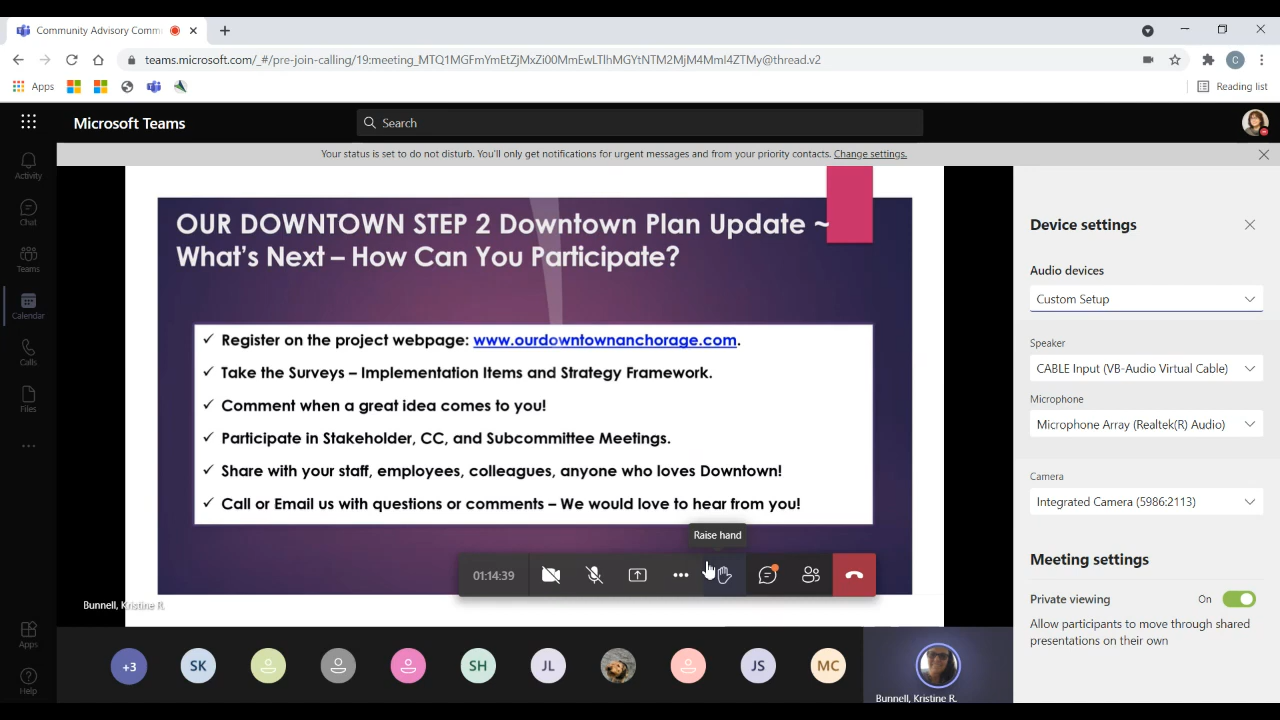 Community Advisory Comm
teams.microsoft.com/_#/pre-join-calling/19:meeting_MTQ1MGFmYmEtZjMxZi00MmEwLTlhMGYtNTM2MjM4MmI4ZTMy@thread.v2
Apps
Reading list
Microsoft Teams
Search
Your status is set to do not disturb. You'll only get notifications for urgent messages and from your priority contacts. Change settings.
Activity
Chat
Teams
Calendar
Calls
Files
Apps
Help
OUR DOWNTOWN STEP 2 Downtown Plan Update ~
What's Next – How Can You Participate?
✓ Register on the project webpage: www.ourdowntownanchorage.com.
✓ Take the Surveys – Implementation Items and Strategy Framework.
✓ Comment when a great idea comes to you!
✓ Participate in Stakeholder, CC, and Subcommittee Meetings.
✓ Share with your staff, employees, colleagues, anyone who loves Downtown!
✓ Call or Email us with questions or comments – We would love to hear from you!
Raise hand
01:14:39
Bunnell, Kristine R.
+3
SK
SH
JL
JS
MC
Bunnell, Kristine R.
Device settings
Audio devices
Custom Setup
Speaker
CABLE Input (VB-Audio Virtual Cable)
Microphone
Microphone Array (Realtek(R) Audio)
Camera
Integrated Camera (5986:2113)
Meeting settings
Private viewing On
Allow participants to move through shared
presentations on their own
C